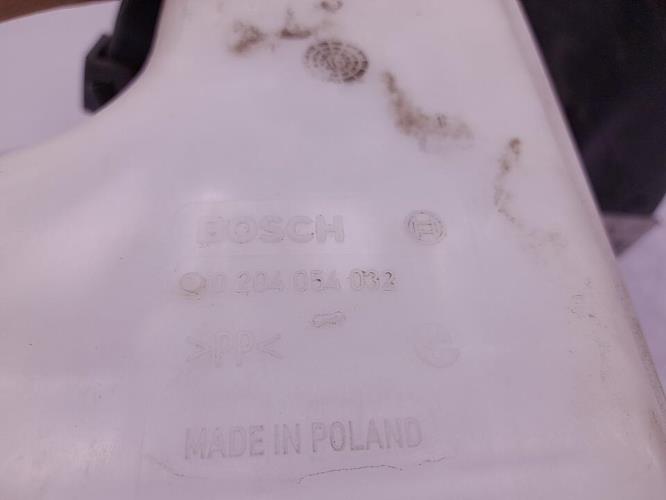 BOSCH
0 204 054 032
>PP<
MADE IN POLAND